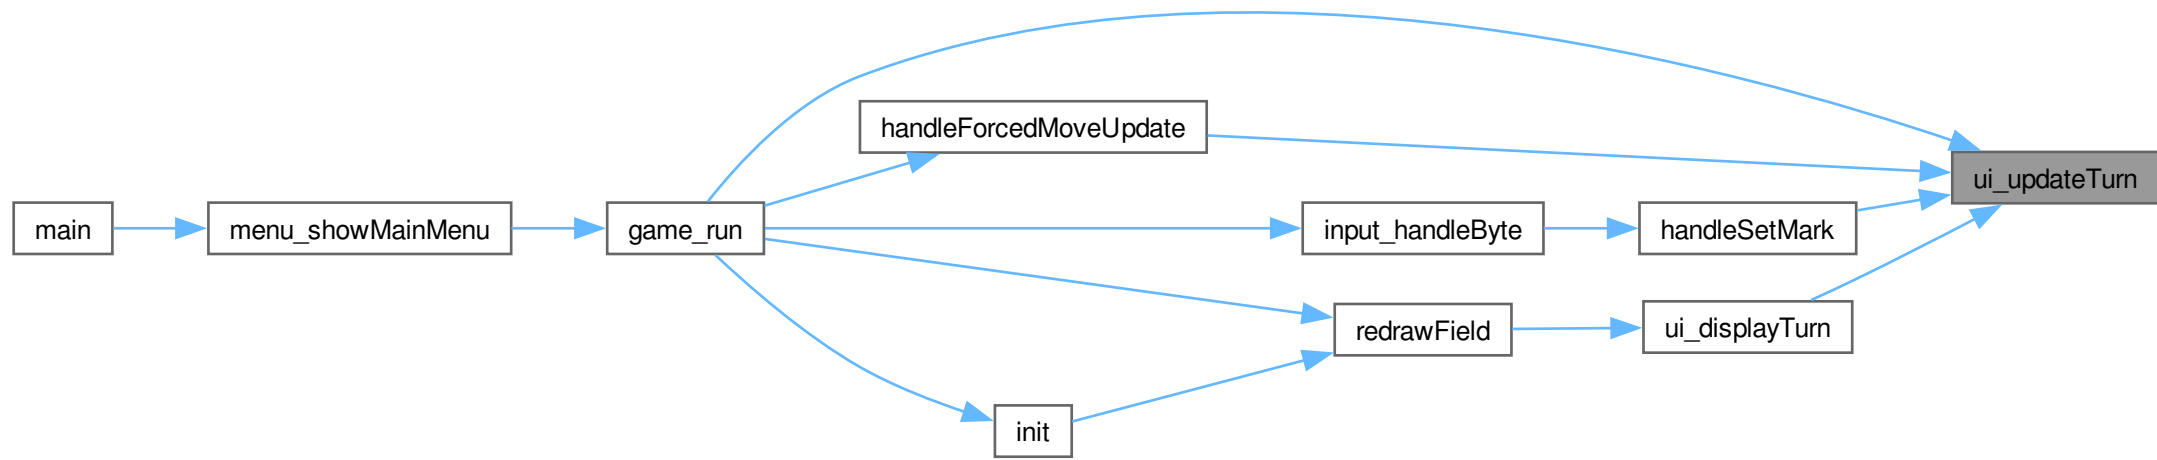 handleForcedMoveUpdate
ui_updateTurn
main
menu_showMainMenu
game_run
input_handleByte
handleSetMark
redrawField
ui_displayTurn
init